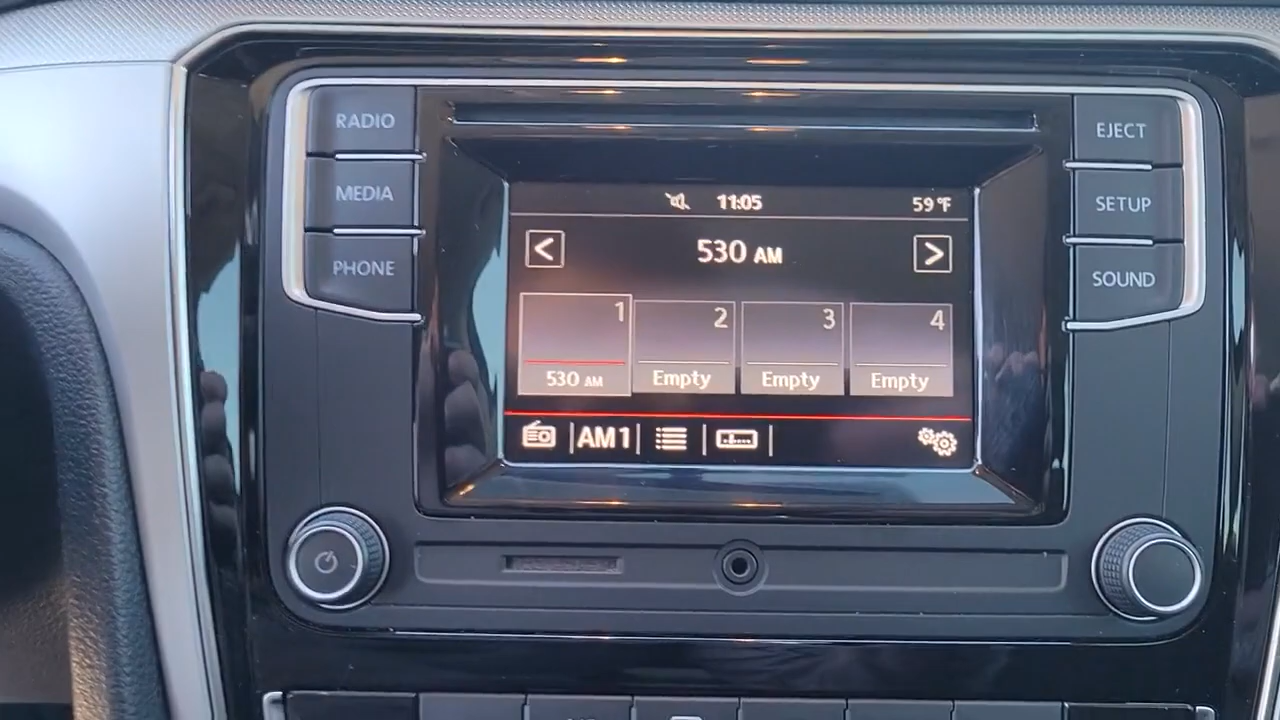 RADIO
MEDIA
PHONE
EJECT
SETUP
SOUND
11:05
59°F
< 530 AM >
1
530 AM
2
Empty
3
Empty
4
Empty
AM1